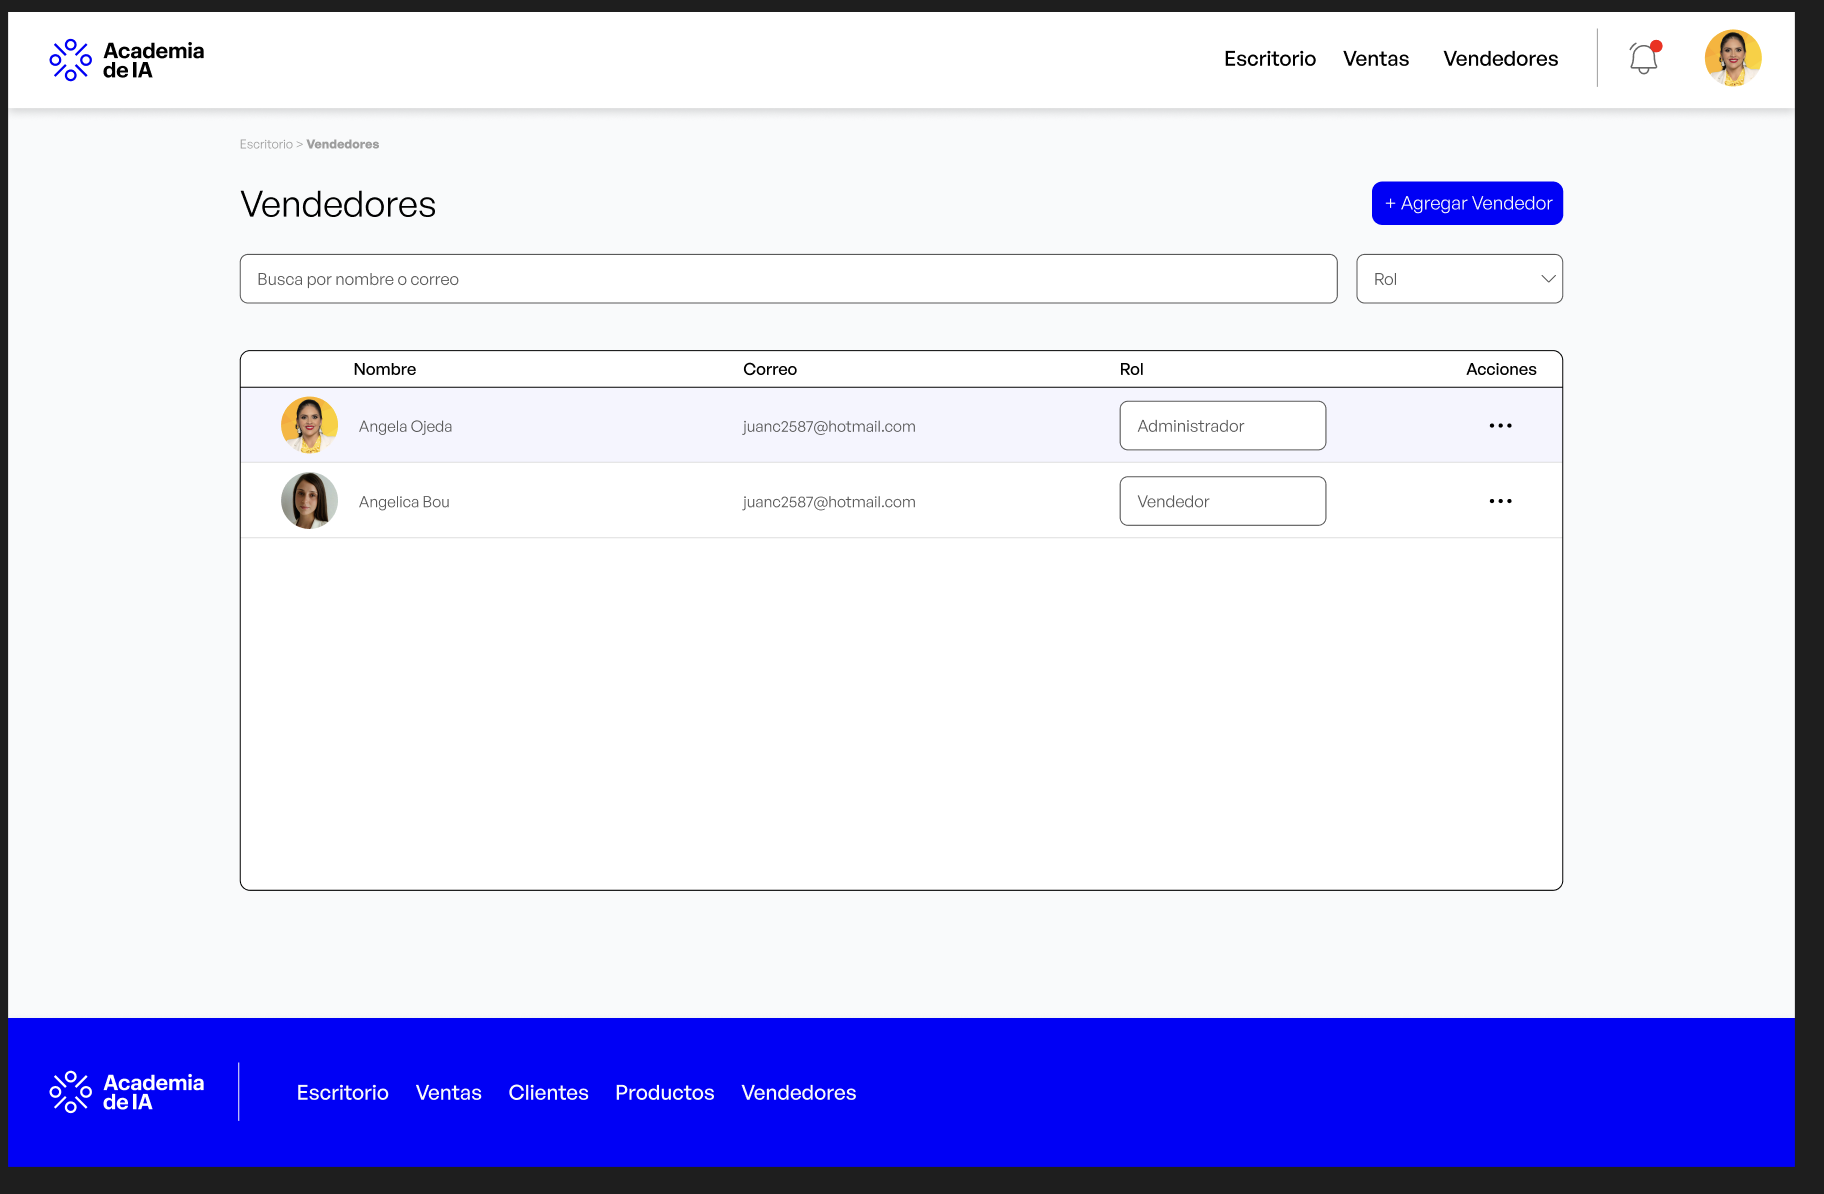 Academia
de IA
Escritorio Ventas Vendedores
Escritorio > Vendedores
Vendedores
+ Agregar Vendedor
Busca por nombre o correo
Rol
Nombre Correo Rol Acciones
Angela Ojeda juanc2587@hotmail.com Administrador
Angelica Bou juanc2587@hotmail.com Vendedor
Academia
de IA
Escritorio Ventas Clientes Productos Vendedores